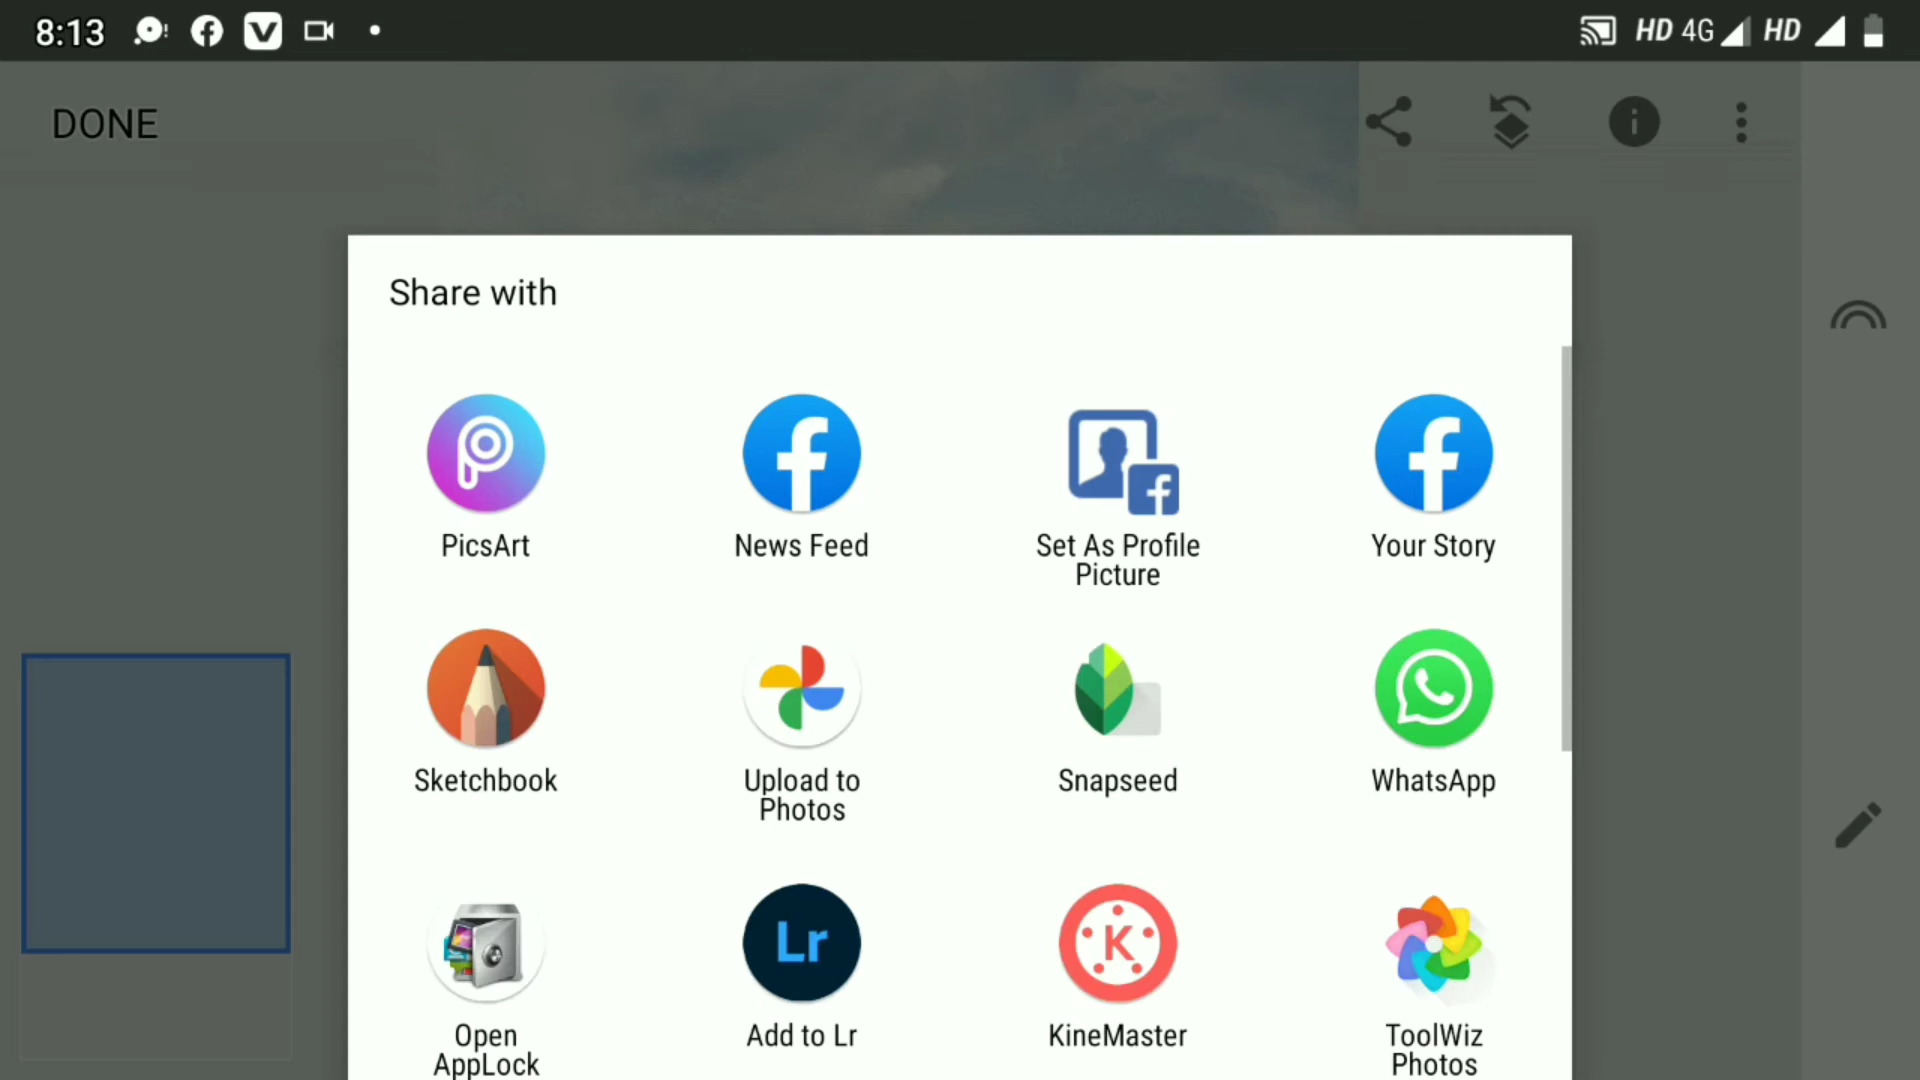 8:13
HD 4G HD
DONE
Share with
PicsArt
News Feed
Set As Profile
Picture
Your Story
Sketchbook
Upload to
Photos
Snapseed
WhatsApp
Open
AppLock
Lr
Add to Lr
K
KineMaster
ToolWiz
Photos